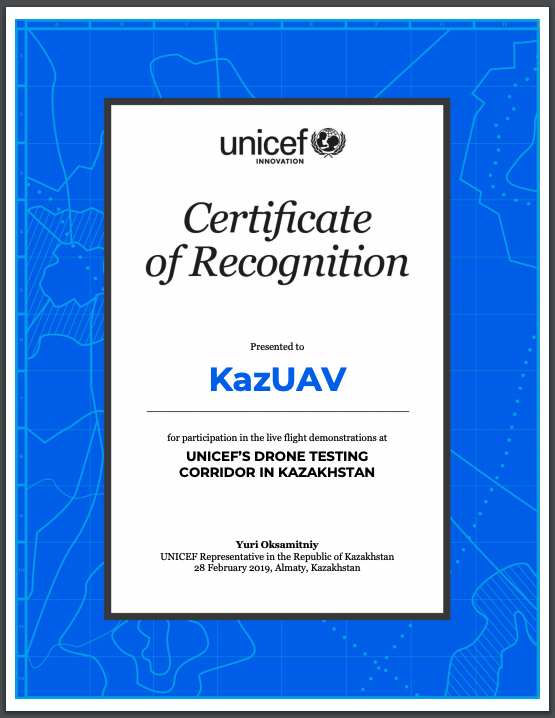 unicef
INNOVATION
Certificate
of Recognition
Presented to
KazUAV
for participation in the live flight demonstrations at
UNICEF’S DRONE TESTING
CORRIDOR IN KAZAKHSTAN
Yuri Oksamitniy
UNICEF Representative in the Republic of Kazakhstan
28 February 2019, Almaty, Kazakhstan